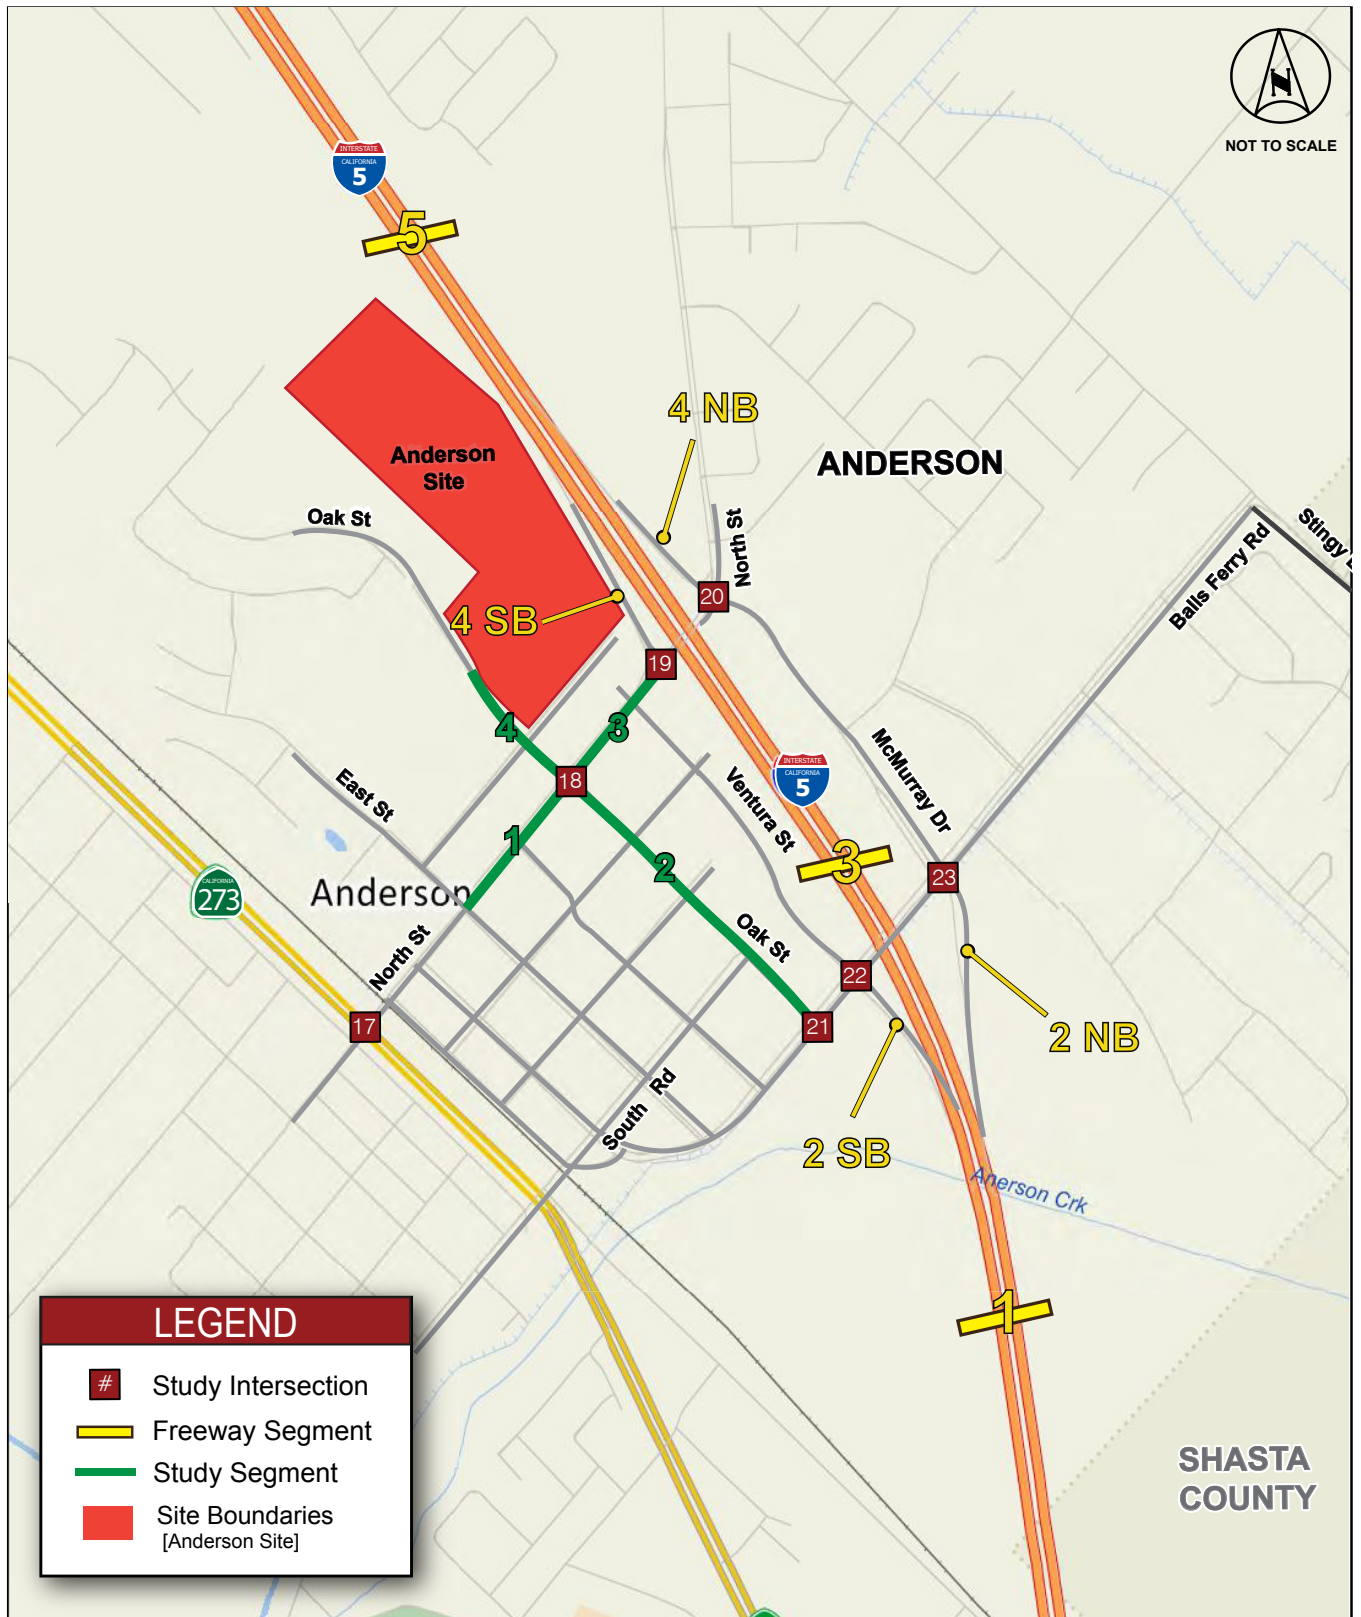 N
NOT TO SCALE
INTERSTATE
CALIFORNIA
5
5
4 NB
ANDERSON
Anderson
Site
Oak St
North St
Balls Ferry Rd
Stingy
20
4 SB
19
4
3
18
INTERSTATE
CALIFORNIA
5
McMurray Dr
Ventura St
East St
1
2
3
23
CALIFORNIA
273
Anderson
North St
Oak St
22
17
21
2 NB
South Rd
2 SB
Anerson Crk
1
LEGEND
# Study Intersection
Freeway Segment
Study Segment
Site Boundaries
[Anderson Site]
SHASTA
COUNTY